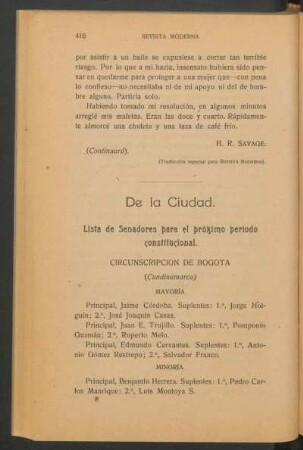 416 REVISTA MODERNA
por asistir a un baile se expusiese a correr tan terrible
riesgo. Por lo que a mí hacía, insensato hubiera sido pen-
sar en quedarme para proteger a una mujer que—con pena
lo confieso—no necesitaba ni de mi apoyo ni del de hom-
bre alguno. Partiría solo.
Habiendo tomado mi resolución, en algunos minutos
arreglé mis maletas. Eran las doce y cuarto. Rápidamen-
te almorcé una chuleta y una taza de café frío.
H. R. SAVAGE.
(Continuará).
(Traducción especial para REVISTA MODERNA).
De la Ciudad.
Lista de Senadores para el próximo período
constitucional.
CIRCUNSCRIPCION DE BOGOTA
(Cundinamarca)
MAYORÍA
Principal, Jaime Córdoba. Suplentes: 1.º, Jorge Hol-
guín; 2.º, José Joaquín Casas.
Principal, Juan E. Trujillo. Suplentes: 1.º, Pomponio
Guzmán; 2.º, Ruperto Melo.
Principal, Edmundo Cervantes. Suplentes: 1.º, Anto-
nio Gómez Restrepo; 2.º, Salvador Franco.
MINORÍA
Principal, Benjamín Herrera. Suplentes: 1.º, Pedro Car-
los Manrique; 2.º, Luis Montoya S.